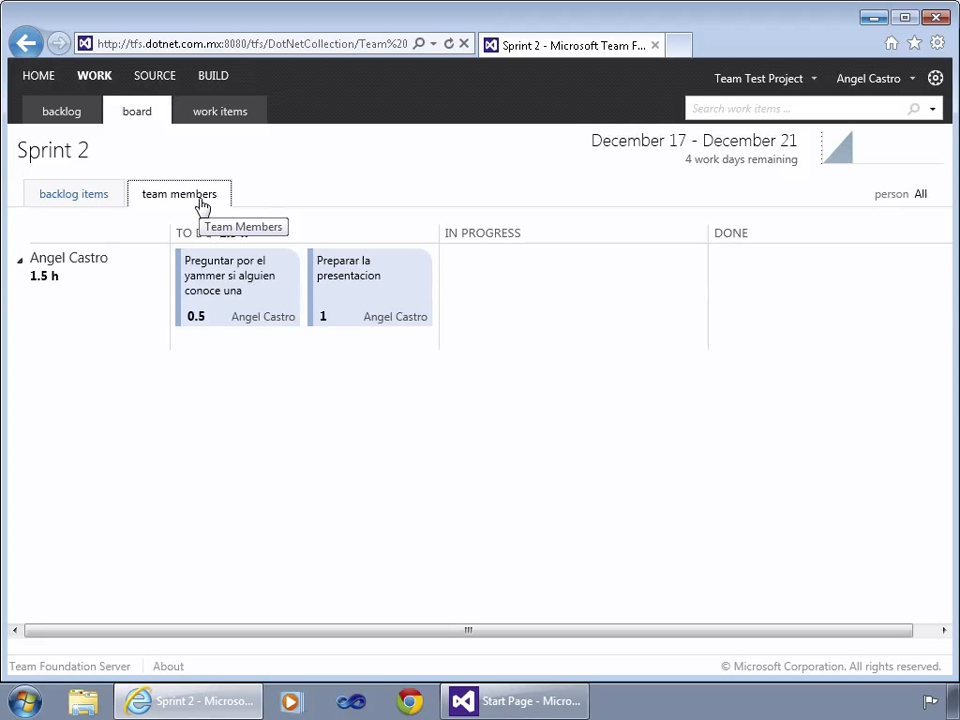 http://tfs.dotnet.com.mx:8080/tfs/DotNetCollection/Team%20
Sprint 2 - Microsoft Team F...
HOME WORK SOURCE BUILD
Team Test Project Angel Castro
backlog board work items
Search work items ...
Sprint 2
December 17 - December 21
4 work days remaining
backlog items team members
person All
Team Members
TO
IN PROGRESS
DONE
Angel Castro
1.5 h
Preguntar por el
yammer si alguien
conoce una
0.5 Angel Castro
Preparar la
presentacion
1 Angel Castro
Team Foundation Server About
© Microsoft Corporation. All rights reserved.
Sprint 2 - Microso...
Start Page - Micro...